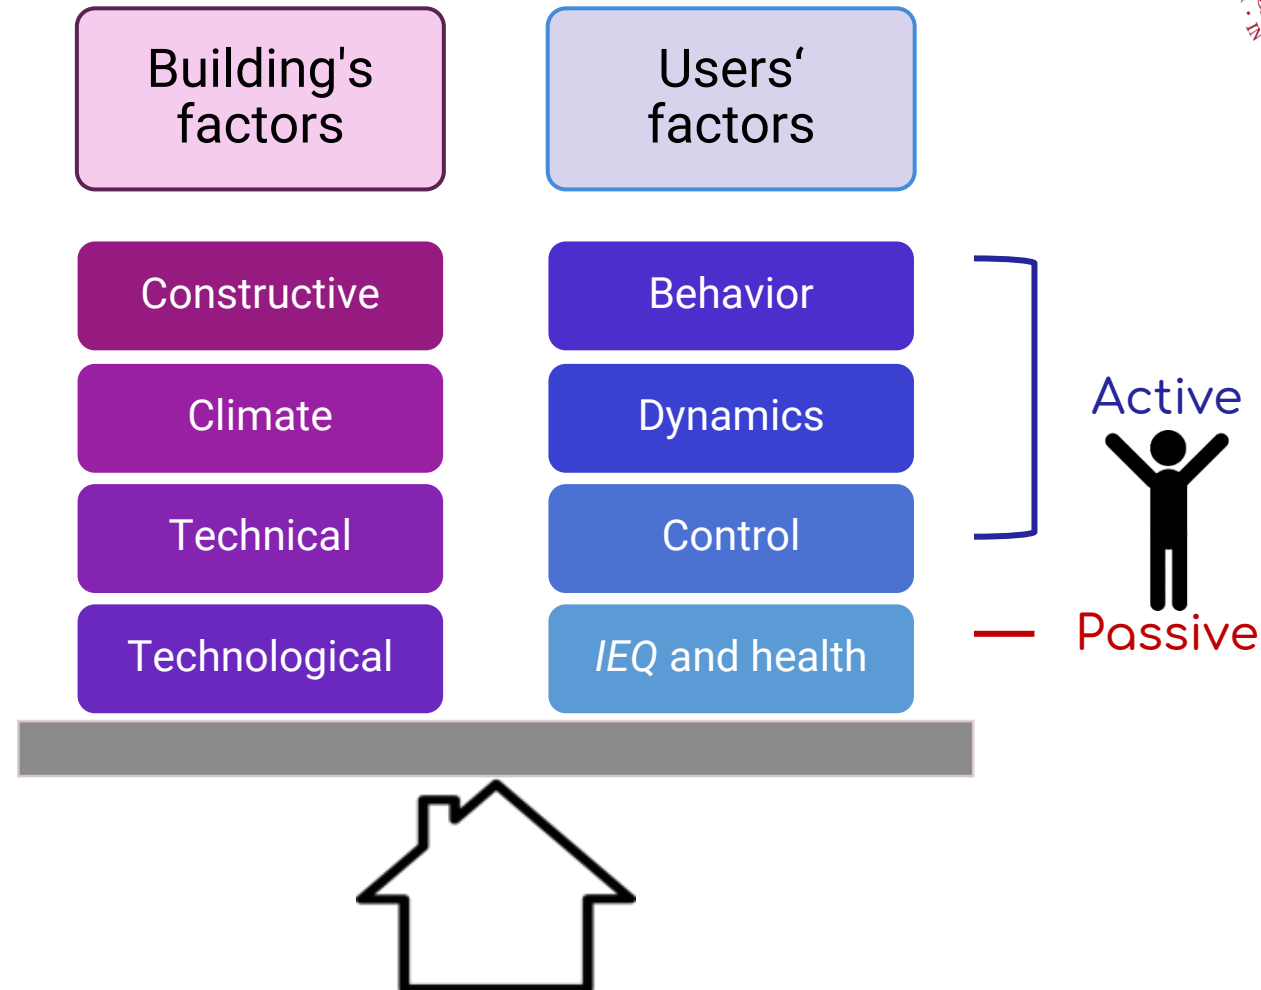 Building's
factors
Users‘
factors
Constructive
Climate
Technical
Technological
Behavior
Dynamics
Control
IEQ and health
Active
Passive